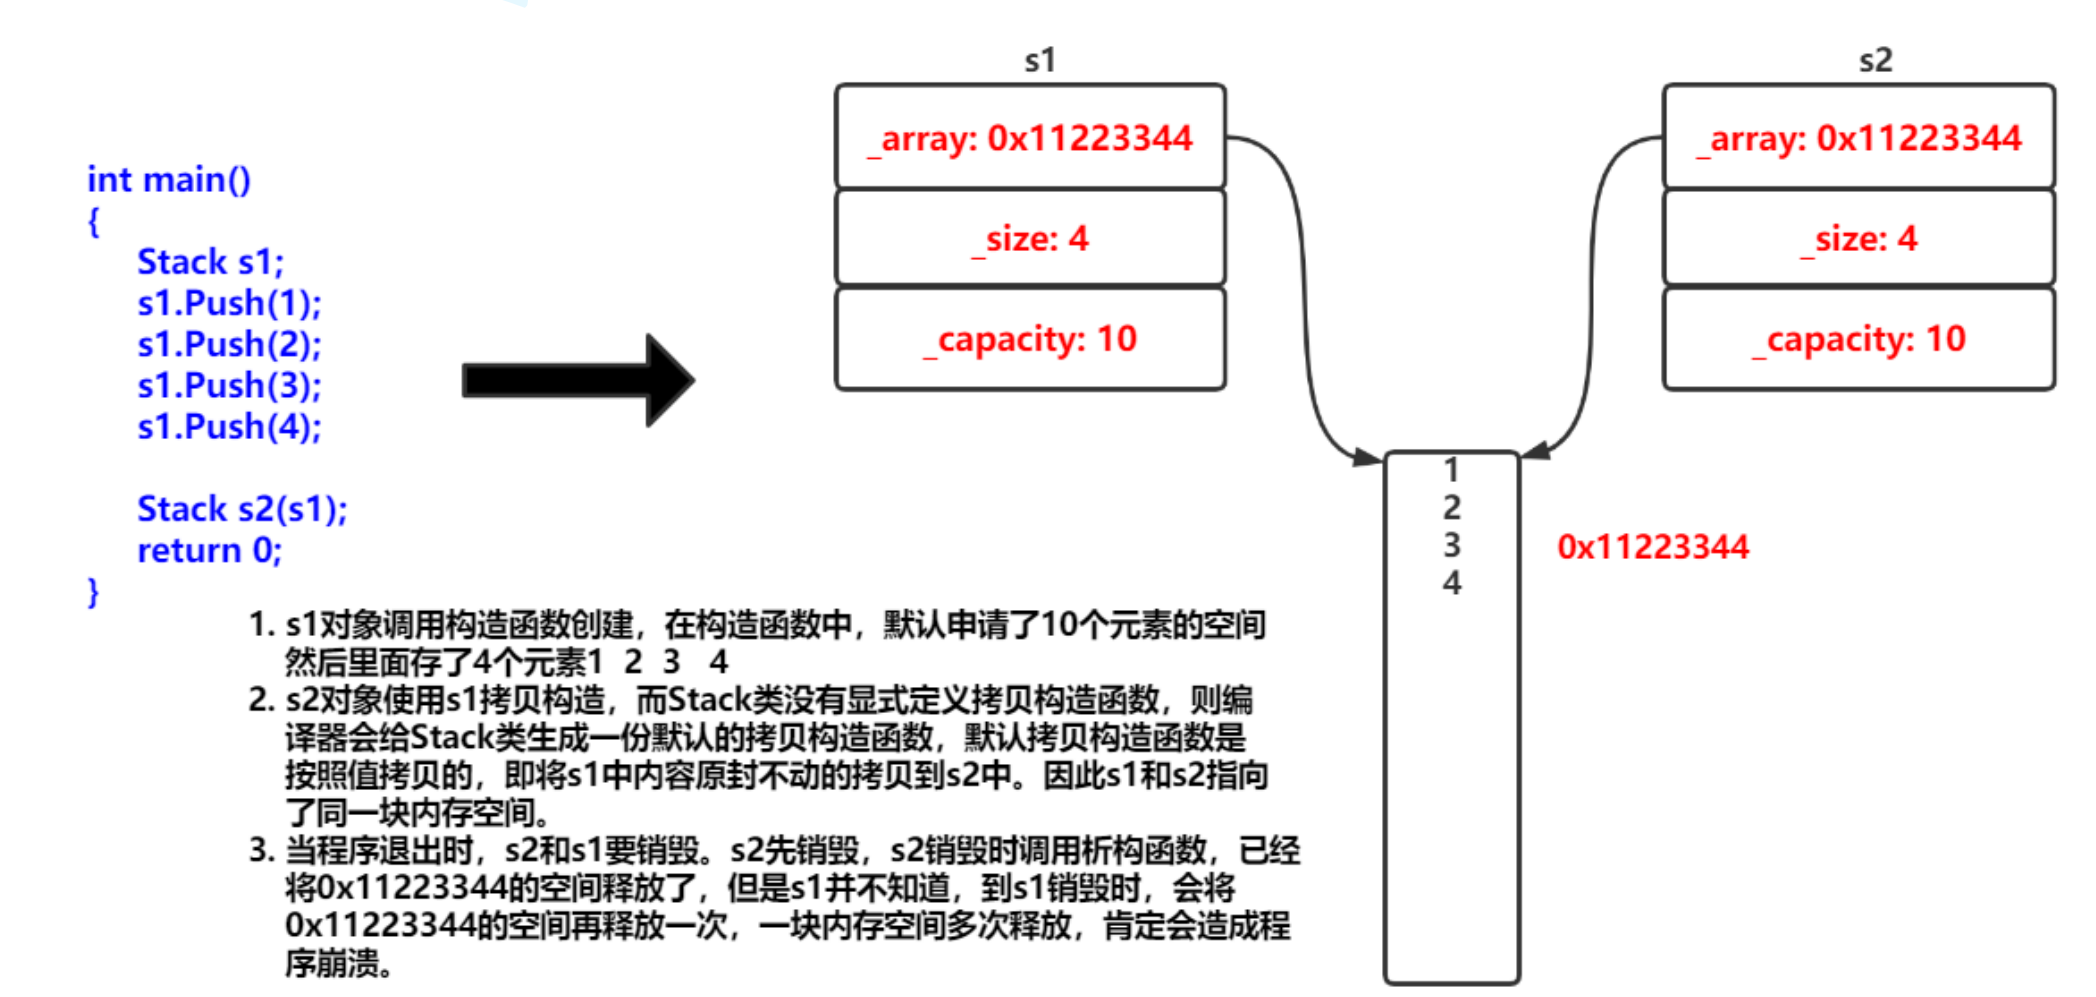 int main()
{
Stack s1;
s1.Push(1);
s1.Push(2);
s1.Push(3);
s1.Push(4);
Stack s2(s1);
return 0;
}
s1
_array: 0x11223344
_size: 4
_capacity: 10
s2
_array: 0x11223344
_size: 4
_capacity: 10
1
2
3
4
0x11223344
1. s1对象调用构造函数创建，在构造函数中，默认申请了10个元素的空间
然后里面存了4个元素1 2 3 4
2. s2对象使用s1拷贝构造，而Stack类没有显式定义拷贝构造函数，则编
译器会给Stack类生成一份默认的拷贝构造函数，默认拷贝构造函数是
按照值拷贝的，即将s1中内容原封不动的拷贝到s2中。因此s1和s2指向
了同一块内存空间。
3. 当程序退出时，s2和s1要销毁。s2先销毁，s2销毁时调用析构函数，已经
将0x11223344的空间释放了，但是s1并不知道，到s1销毁时，会将
0x11223344的空间再释放一次，一块内存空间多次释放，肯定会造成程
序崩溃。